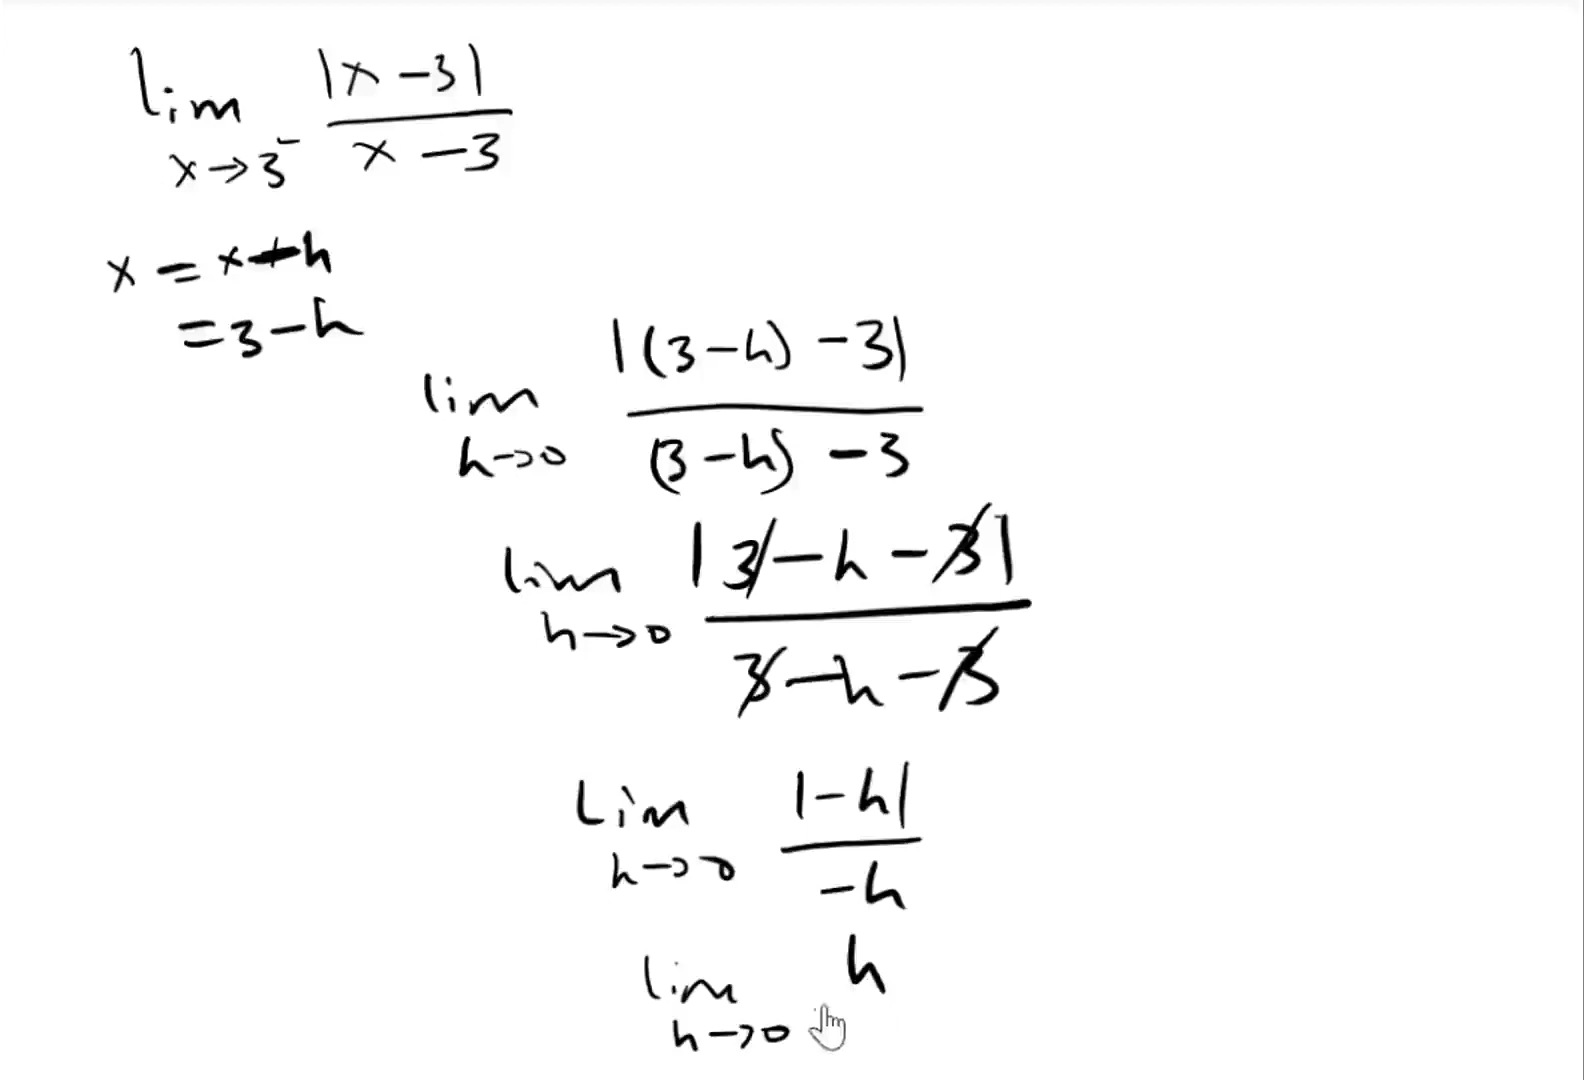 lim x→3⁻ |x-3| / x-3
x = x-h
= 3-h
lim h→0 |(3-h)-3| / (3-h)-3
lim h→0 |3-h-3| / 3-h-3
Lim h→0 |-h| / -h
lim h→0 h